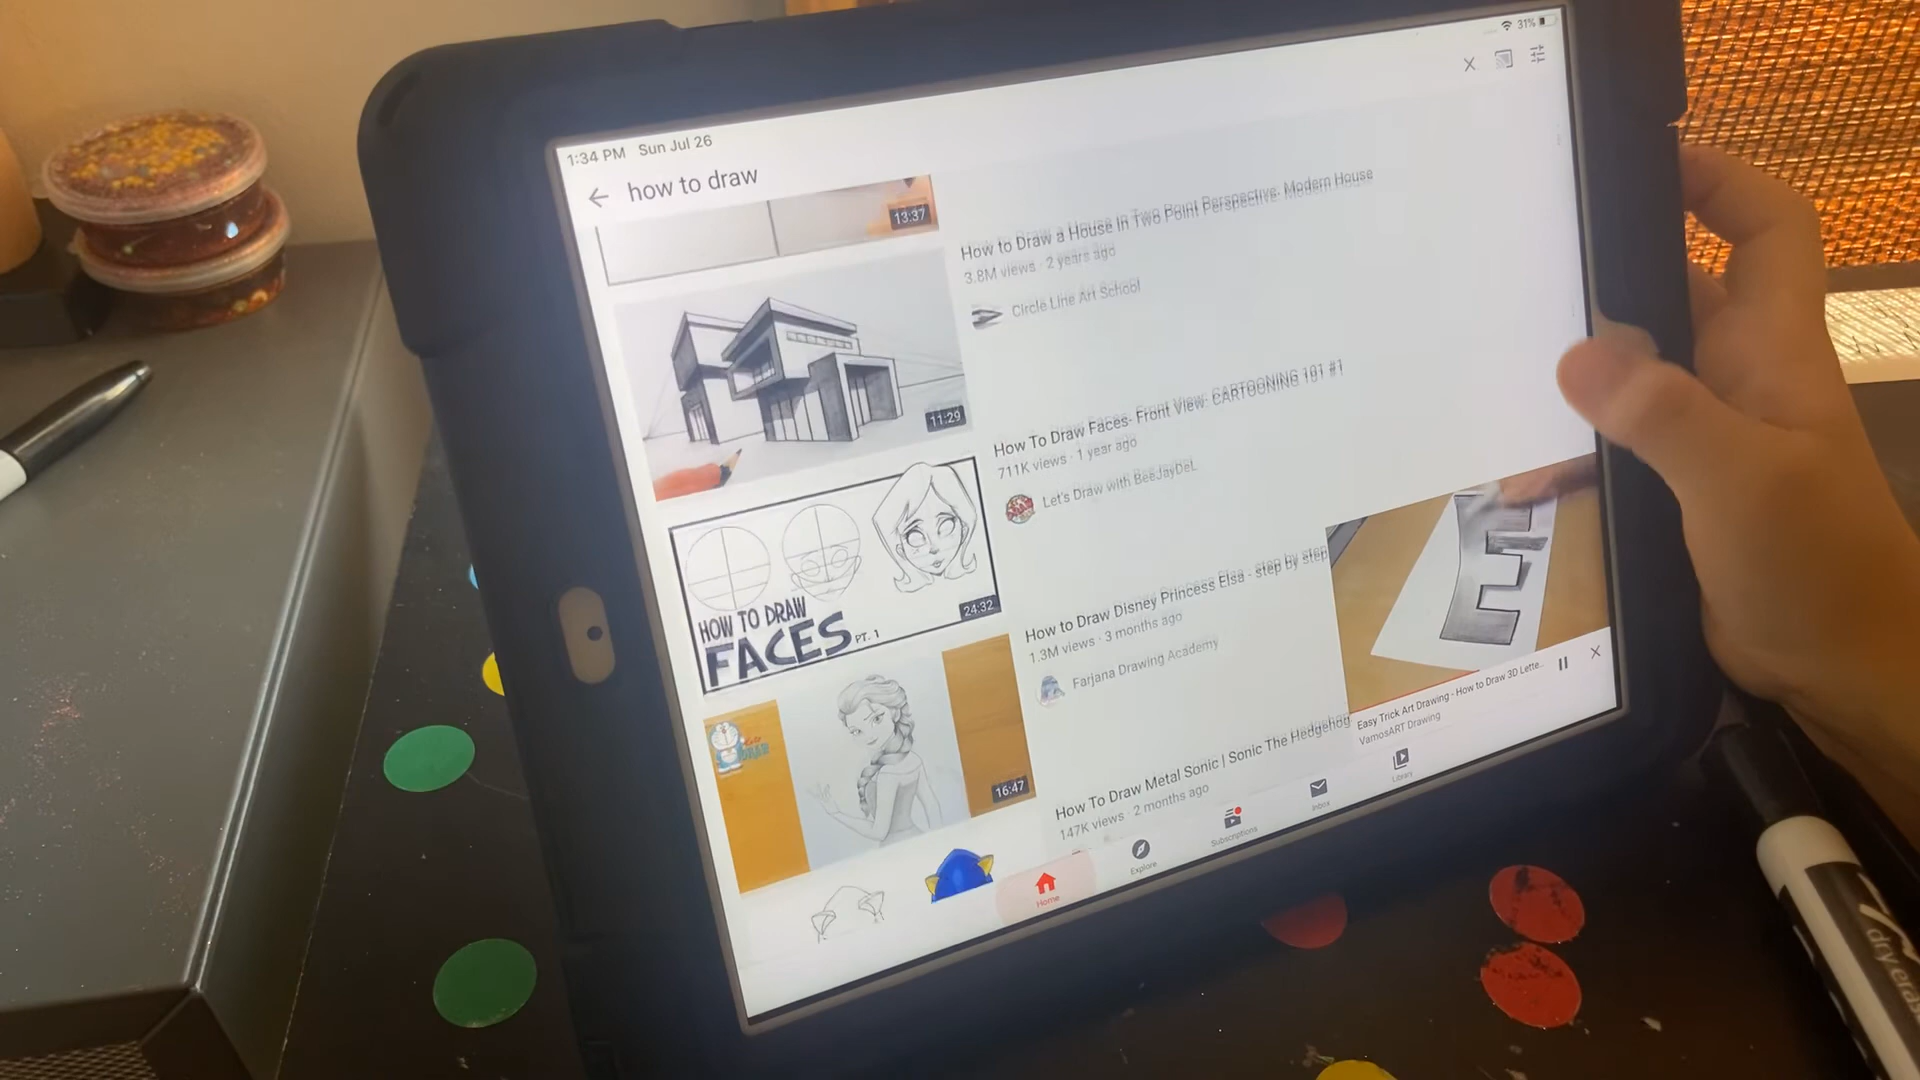 1:34 PM Sun Jul 26
31%
how to draw
13:37
How to Draw a House In Two Point Perspective: Modern House
3.8M views · 2 years ago
Circle Line Art School
11:29
How To Draw Faces- Front View: CARTOONING 101 #1
711K views · 1 year ago
Let's Draw with BeeJayDeL
HOW TO DRAW
FACES PT. 1
24:32
How to Draw Disney Princess Elsa - step by step
1.3M views · 3 months ago
Farjana Drawing Academy
16:47
E
Easy Trick Art Drawing - How to Draw 3D Lette...
VamosART Drawing
How To Draw Metal Sonic | Sonic The Hedgehog
147K views · 2 months ago
Home
Explore
Subscriptions
Inbox
Library
dry erase